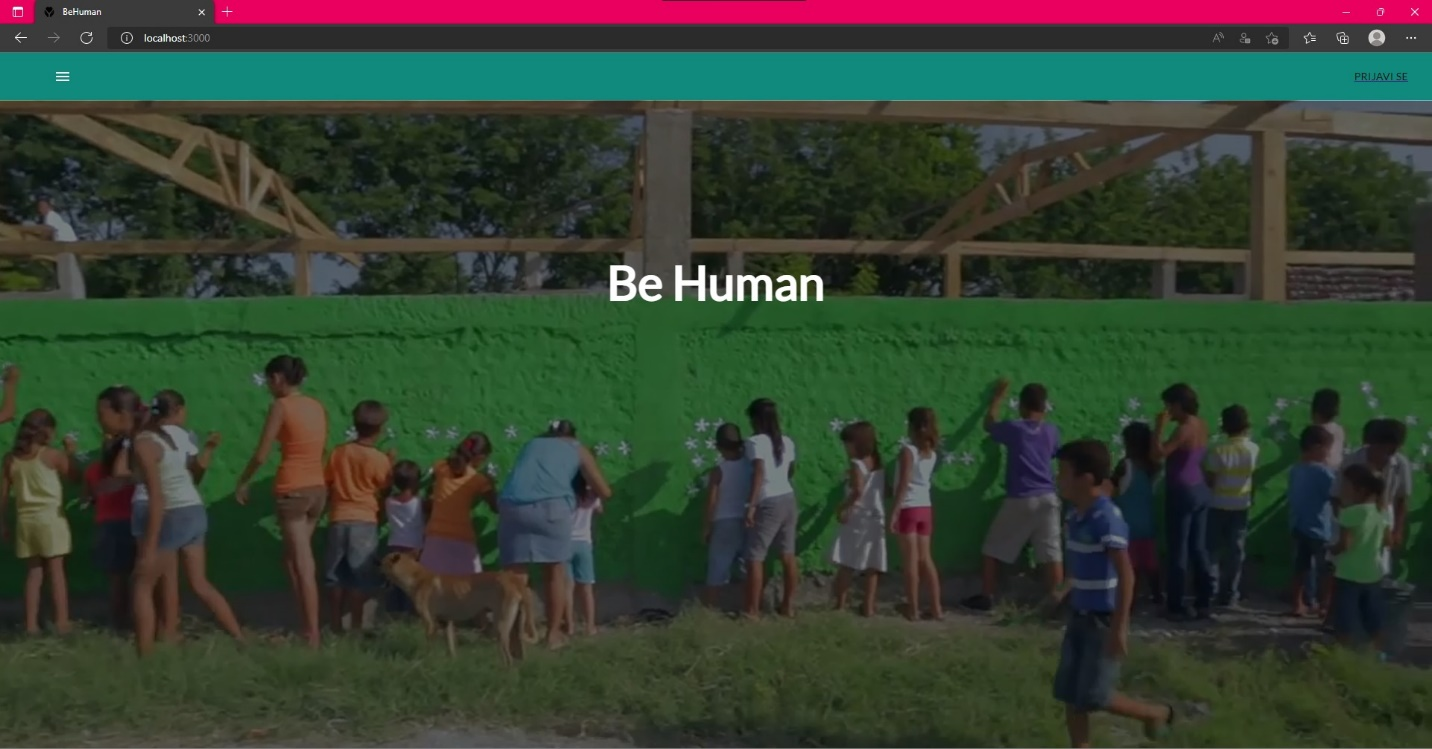 BeHuman
localhost:3000
PRIJAVI SE
Be Human